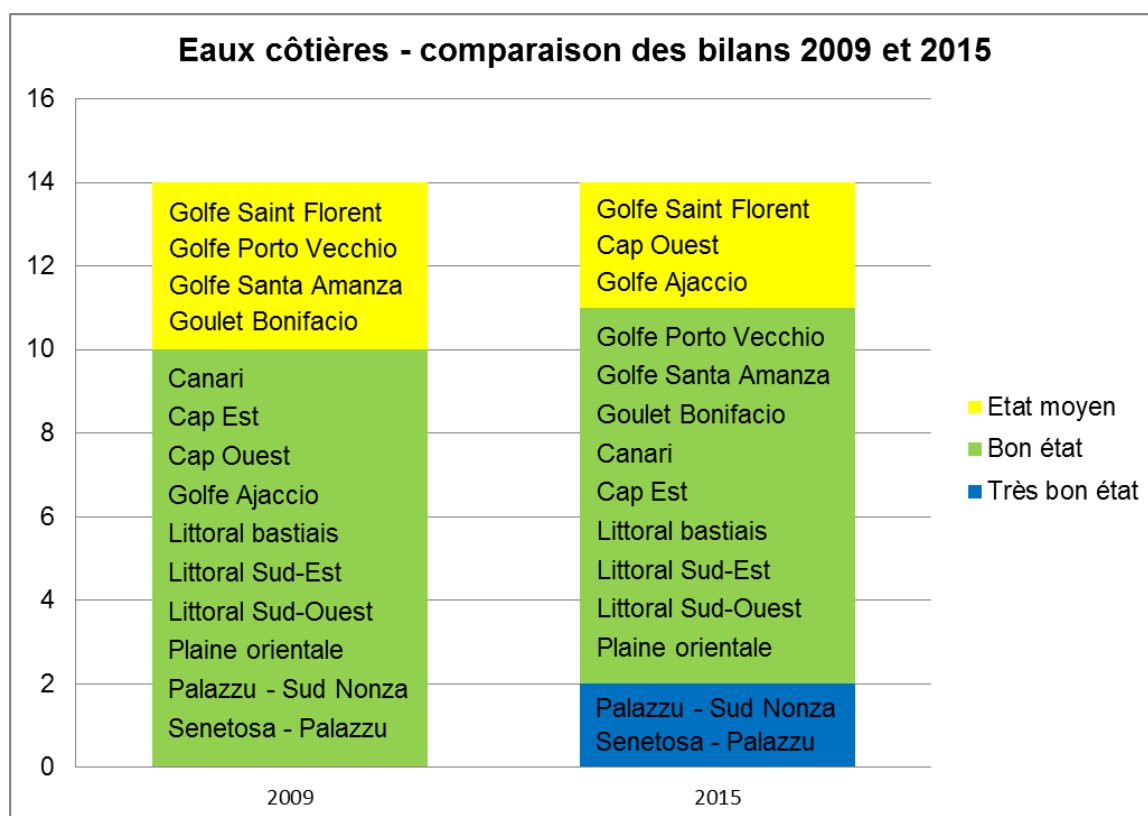 Eaux côtières - comparaison des bilans 2009 et 2015
16
14
12
10
8
6
4
2
0
Golfe Saint Florent
Golfe Porto Vecchio
Golfe Santa Amanza
Goulet Bonifacio
Canari
Cap Est
Cap Ouest
Golfe Ajaccio
Littoral bastiais
Littoral Sud-Est
Littoral Sud-Ouest
Plaine orientale
Palazzu - Sud Nonza
Senetosa - Palazzu
2009
Golfe Saint Florent
Cap Ouest
Golfe Ajaccio
Golfe Porto Vecchio
Golfe Santa Amanza
Goulet Bonifacio
Canari
Cap Est
Littoral bastiais
Littoral Sud-Est
Littoral Sud-Ouest
Plaine orientale
Palazzu - Sud Nonza
Senetosa - Palazzu
2015
Etat moyen
Bon état
Très bon état